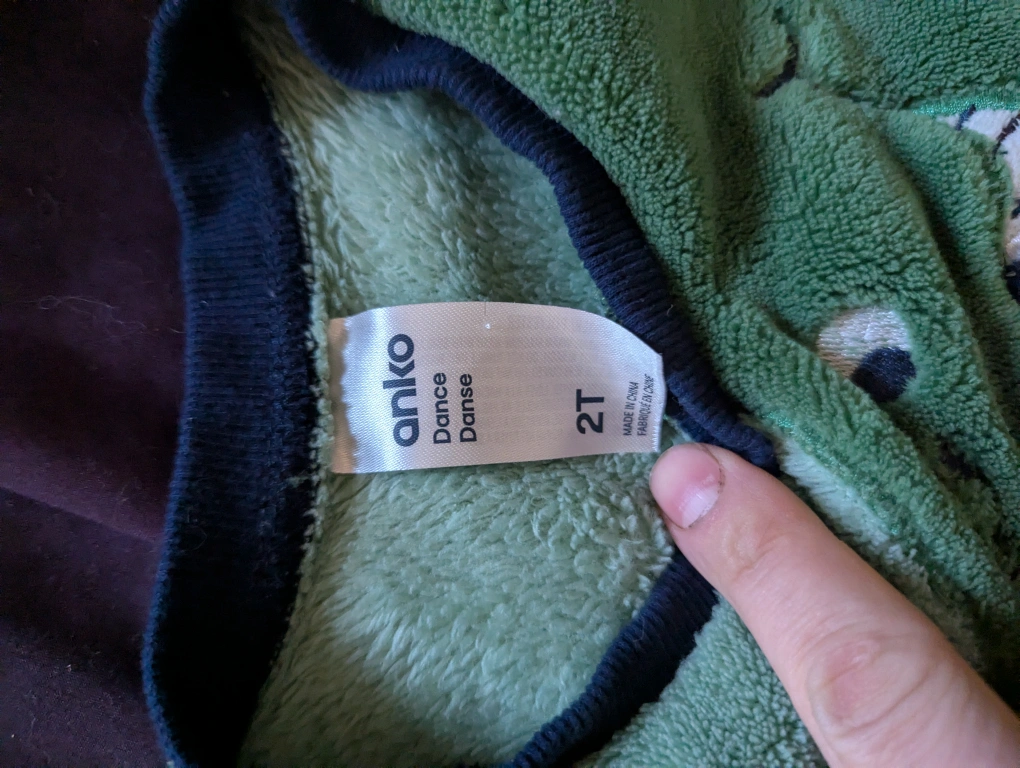 anko
Dance
Danse
2T
MADE IN CHINA
FABRIQUÉ EN CHINE